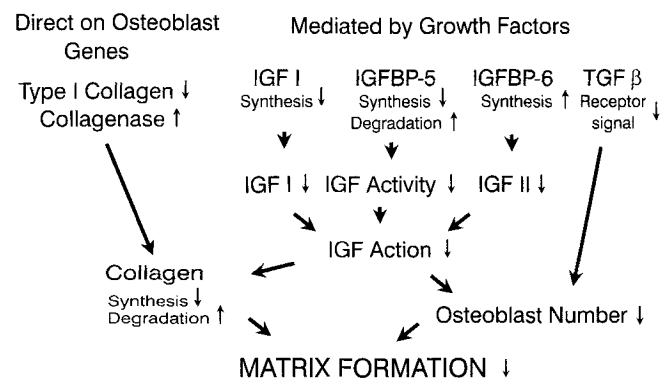 Direct on Osteoblast
Genes
Mediated by Growth Factors
Type I Collagen ↓
Collagenase ↑
IGF I
Synthesis ↓
IGFBP-5
Synthesis ↓
Degradation ↑
IGFBP-6
Synthesis ↑
TGF β
Receptor
signal ↓
IGF I ↓
IGF Activity ↓
IGF II ↓
IGF Action ↓
Collagen
Synthesis ↓
Degradation ↑
Osteoblast Number ↓
MATRIX FORMATION ↓